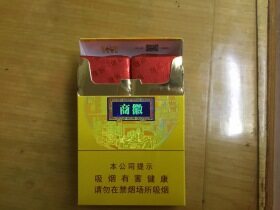 商徽
本公司提示
吸烟有害健康
请勿在禁烟场所吸烟